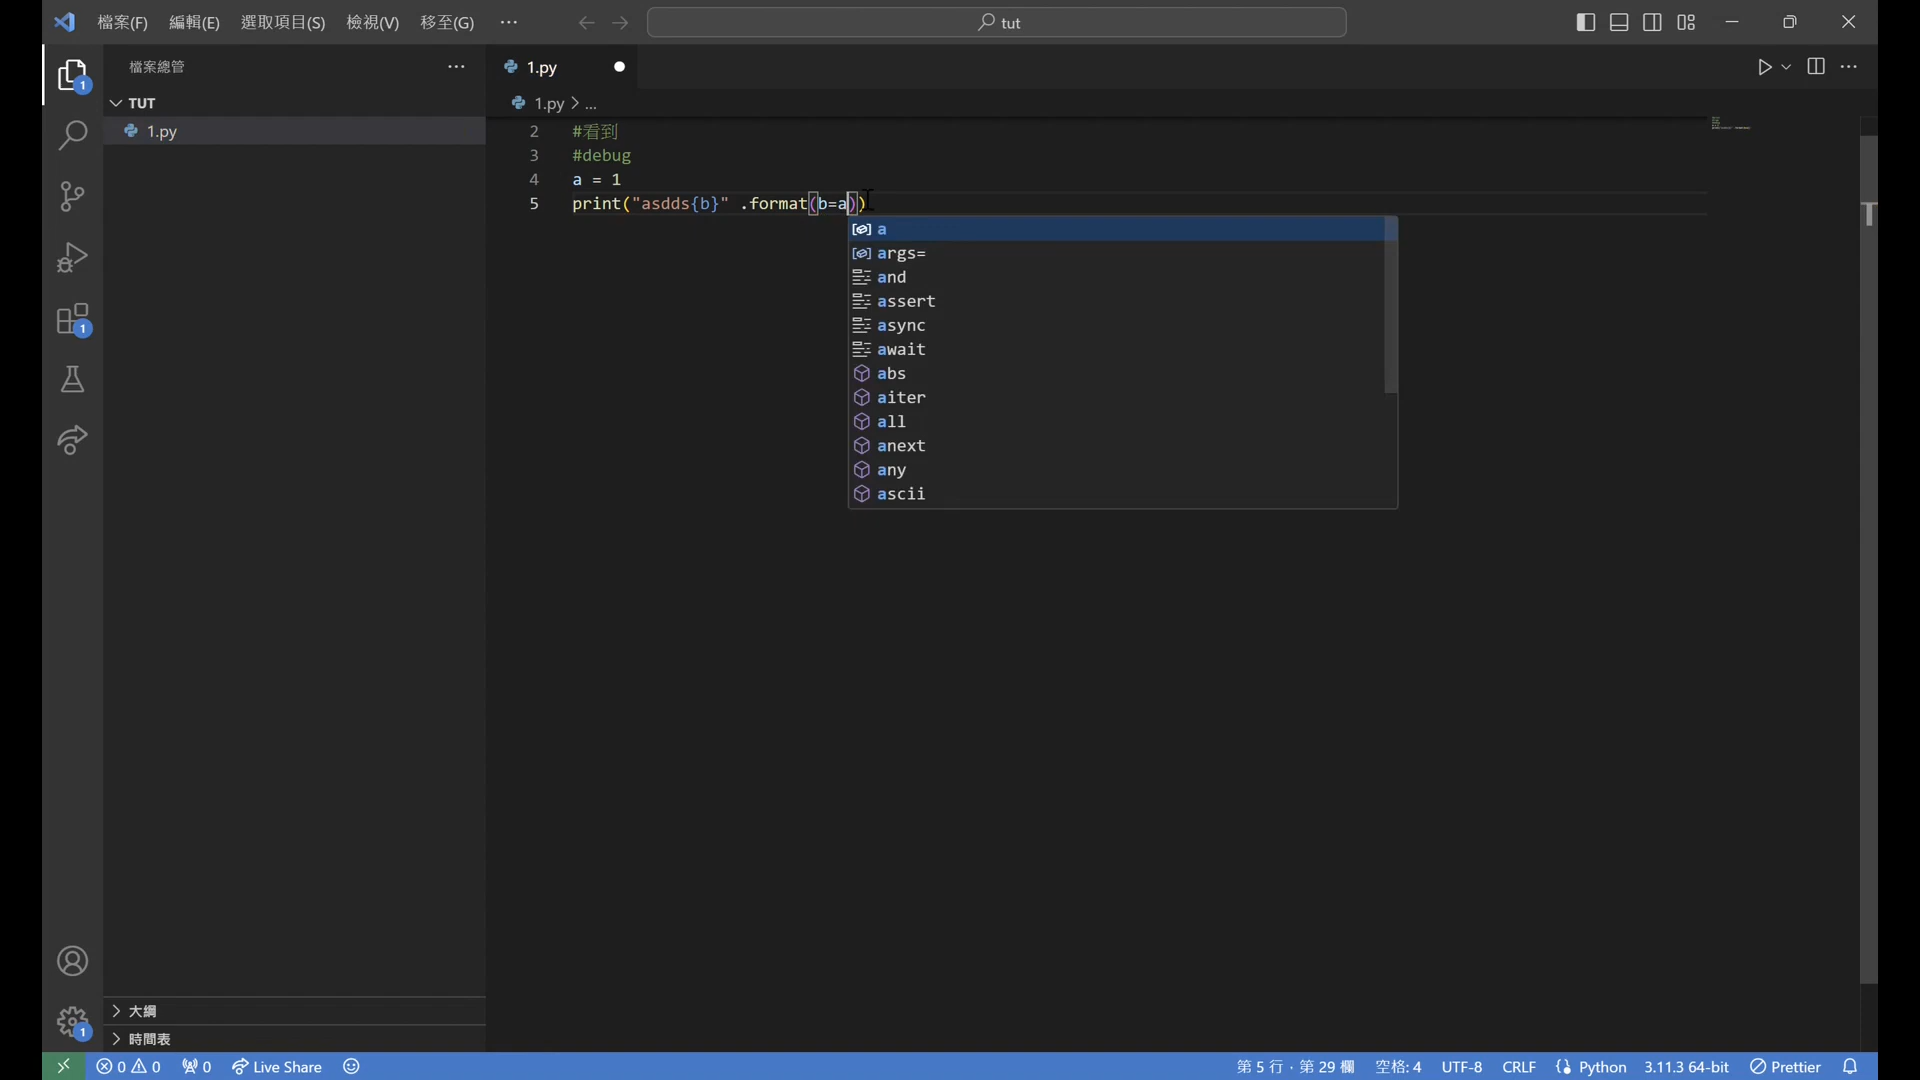 檔案(F) 編輯(E) 選取項目(S) 檢視(V) 移至(G) ··· tut
檔案總管 ···
TUT
1.py
大綱
時間表
1.py
1.py > ...
2 #看到
3 #debug
4 a = 1
5 print("asdds{b}" .format(b=a))
a
args=
and
assert
async
await
abs
aiter
all
anext
any
ascii
1
1
1
0 0 0 Live Share 第 5 行，第 29 欄 空格: 4 UTF-8 CRLF Python 3.11.3 64-bit Prettier